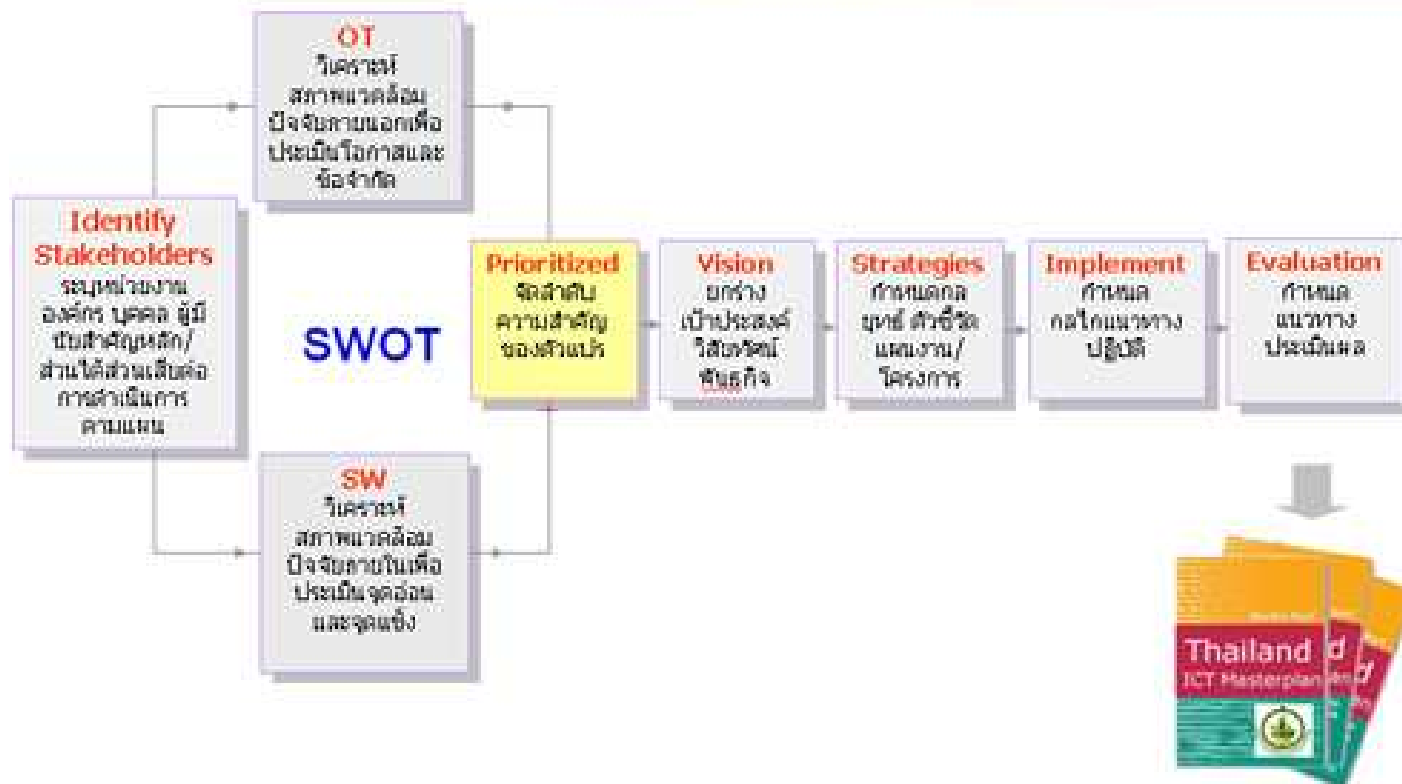 Identify
Stakeholders
ระบุหน่วยงาน
องค์กร บุคคล ผู้มี
นัยสำคัญหลัก/
ส่วนได้ส่วนเสียต่อ
การดำเนินการ
ตามแผน
OT
วิเคราะห์
สภาพแวดล้อม
ปัจจัยภายนอกเพื่อ
ประเมินโอกาสและ
ข้อจำกัด
SWOT
SW
วิเคราะห์
สภาพแวดล้อม
ปัจจัยภายในเพื่อ
ประเมินจุดอ่อน
และจุดแข็ง
Prioritized
จัดลำดับ
ความสำคัญ
ของตัวแปร
Vision
ยกร่าง
เป้าประสงค์
วิสัยทัศน์
พันธกิจ
Strategies
กำหนดกล
ยุทธ์ ตัวชี้วัด
แผนงาน/
โครงการ
Implement
กำหนด
กลไกแนวทาง
ปฏิบัติ
Evaluation
กำหนด
แนวทาง
ประเมินผล
Thailand
ICT Masterplan